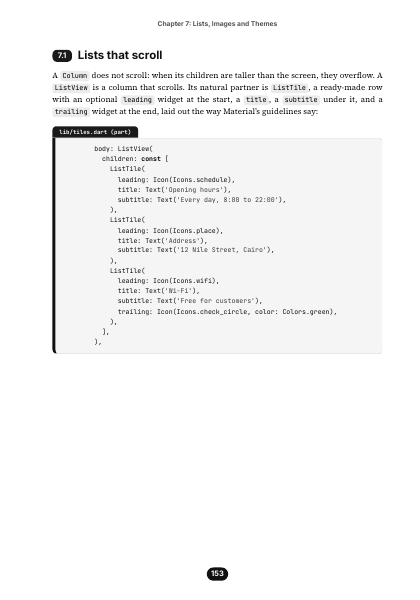 Chapter 7: Lists, Images and Themes
7.1 Lists that scroll
A Column does not scroll: when its children are taller than the screen, they overflow. A
ListView is a column that scrolls. Its natural partner is ListTile, a ready-made row
with an optional leading widget at the start, a title, a subtitle under it, and a
trailing widget at the end, laid out the way Material's guidelines say:
lib/tiles.dart (part)
body: ListView(
  children: const [
    ListTile(
      leading: Icon(Icons.schedule),
      title: Text('Opening hours'),
      subtitle: Text('Every day, 8:00 to 22:00'),
    ),
    ListTile(
      leading: Icon(Icons.place),
      title: Text('Address'),
      subtitle: Text('12 Nile Street, Cairo'),
    ),
    ListTile(
      leading: Icon(Icons.wifi),
      title: Text('Wi-Fi'),
      subtitle: Text('Free for customers'),
      trailing: Icon(Icons.check_circle, color: Colors.green),
    ),
  ],
),
153